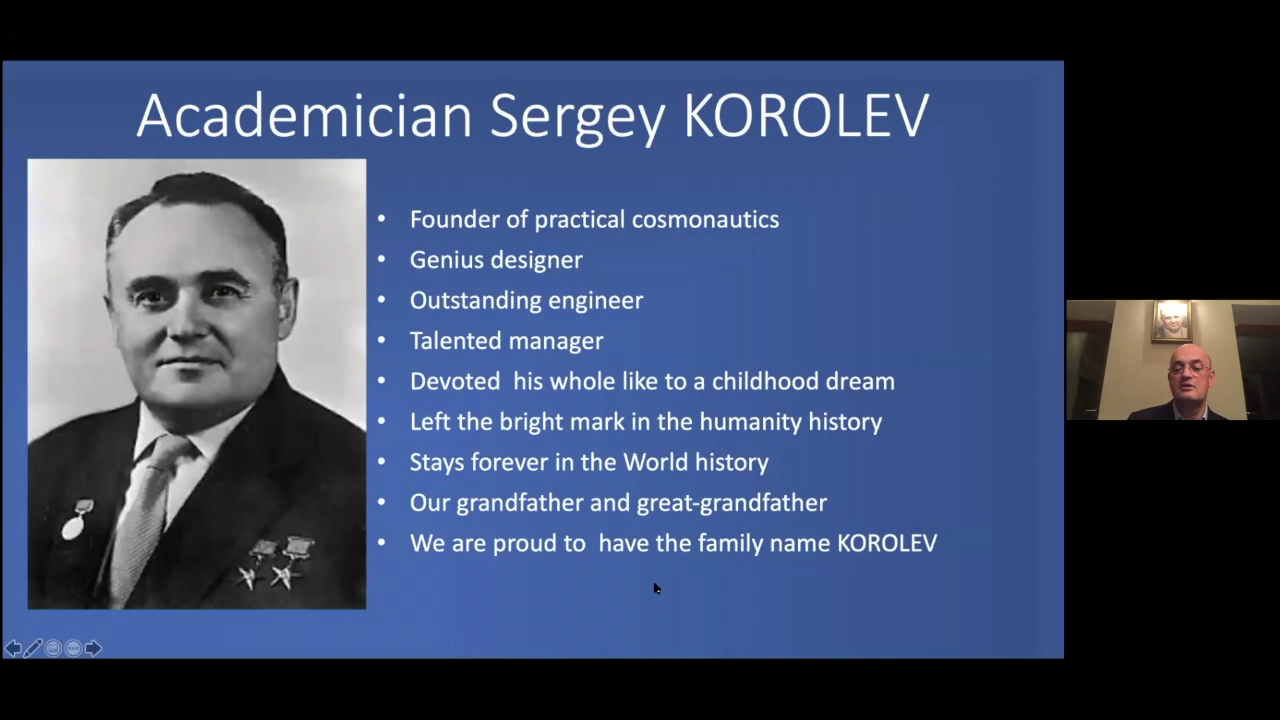 Academician Sergey KOROLEV
• Founder of practical cosmonautics
• Genius designer
• Outstanding engineer
• Talented manager
• Devoted  his whole like to a childhood dream
• Left the bright mark in the humanity history
• Stays forever in the World history
• Our grandfather and great-grandfather
• We are proud to  have the family name KOROLEV